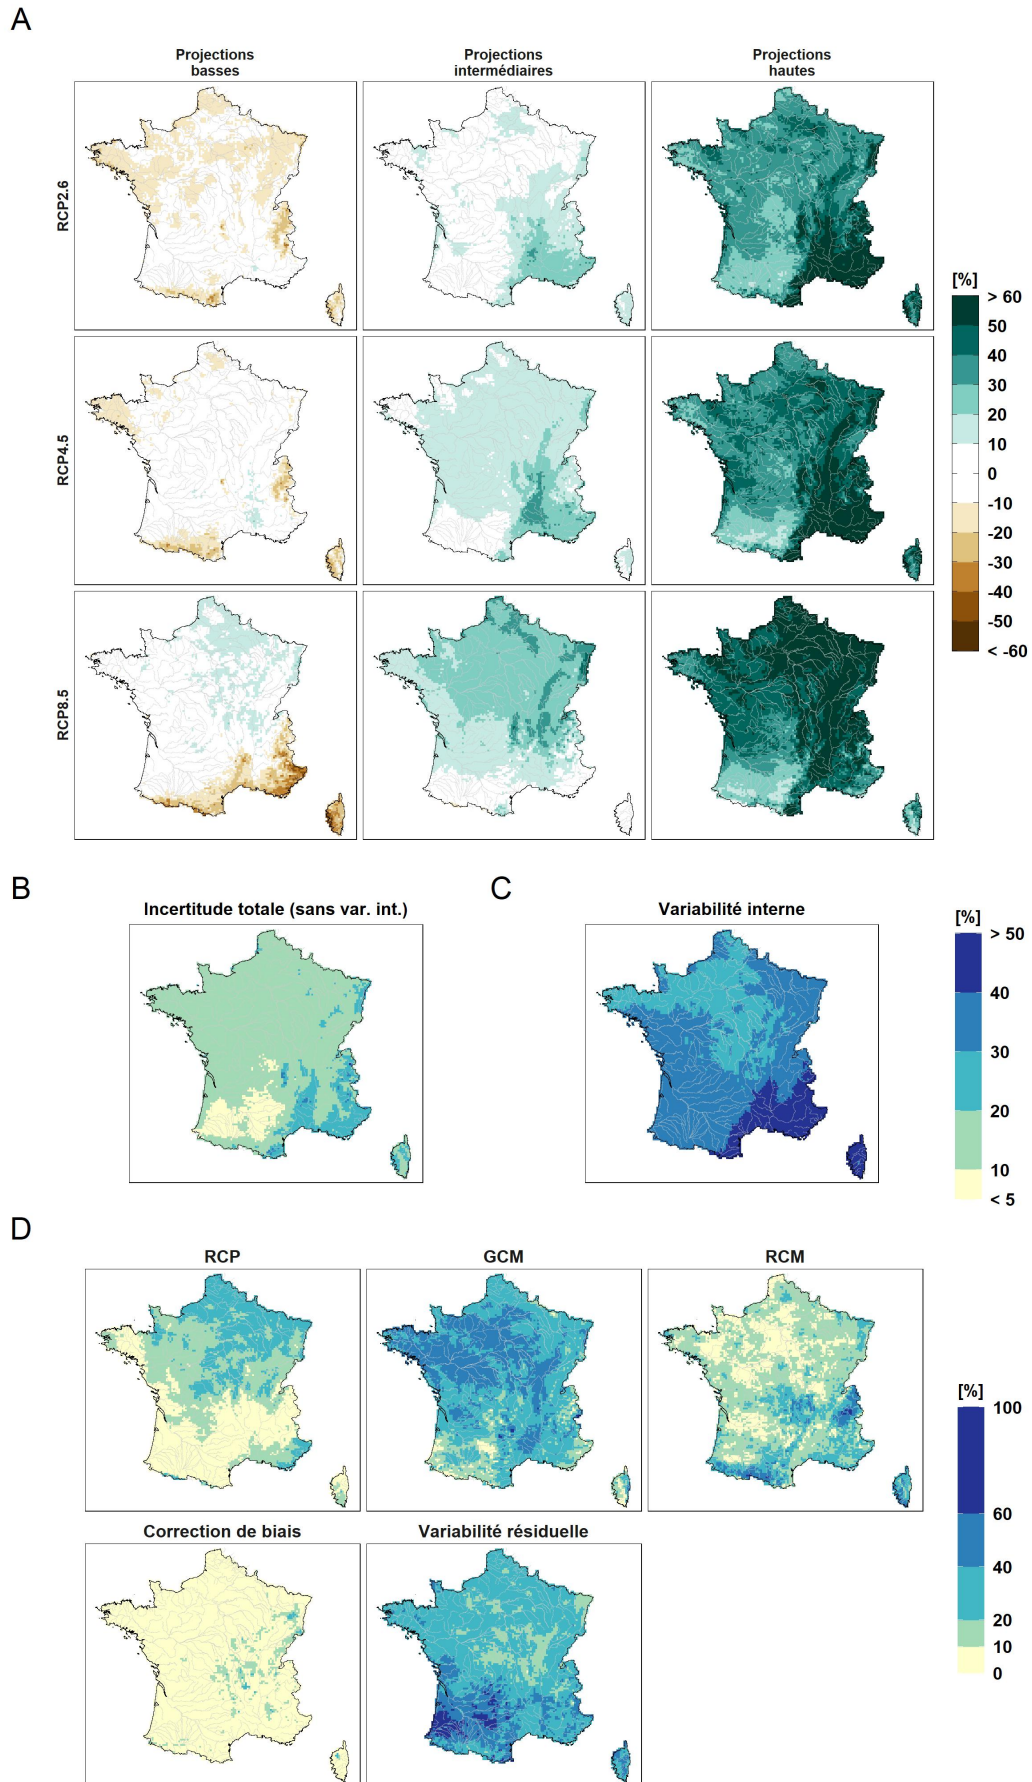 A
Projections
basses
Projections
intermédiaires
Projections
hautes
RCP2.6
RCP4.5
RCP8.5
[%]
> 60
50
40
30
20
10
0
-10
-20
-30
-40
-50
< -60
B
Incertitude totale (sans var. int.)
C
Variabilité interne
[%]
> 50
40
30
20
10
< 5
D
RCP
GCM
RCM
Correction de biais
Variabilité résiduelle
[%]
100
60
40
20
10
0